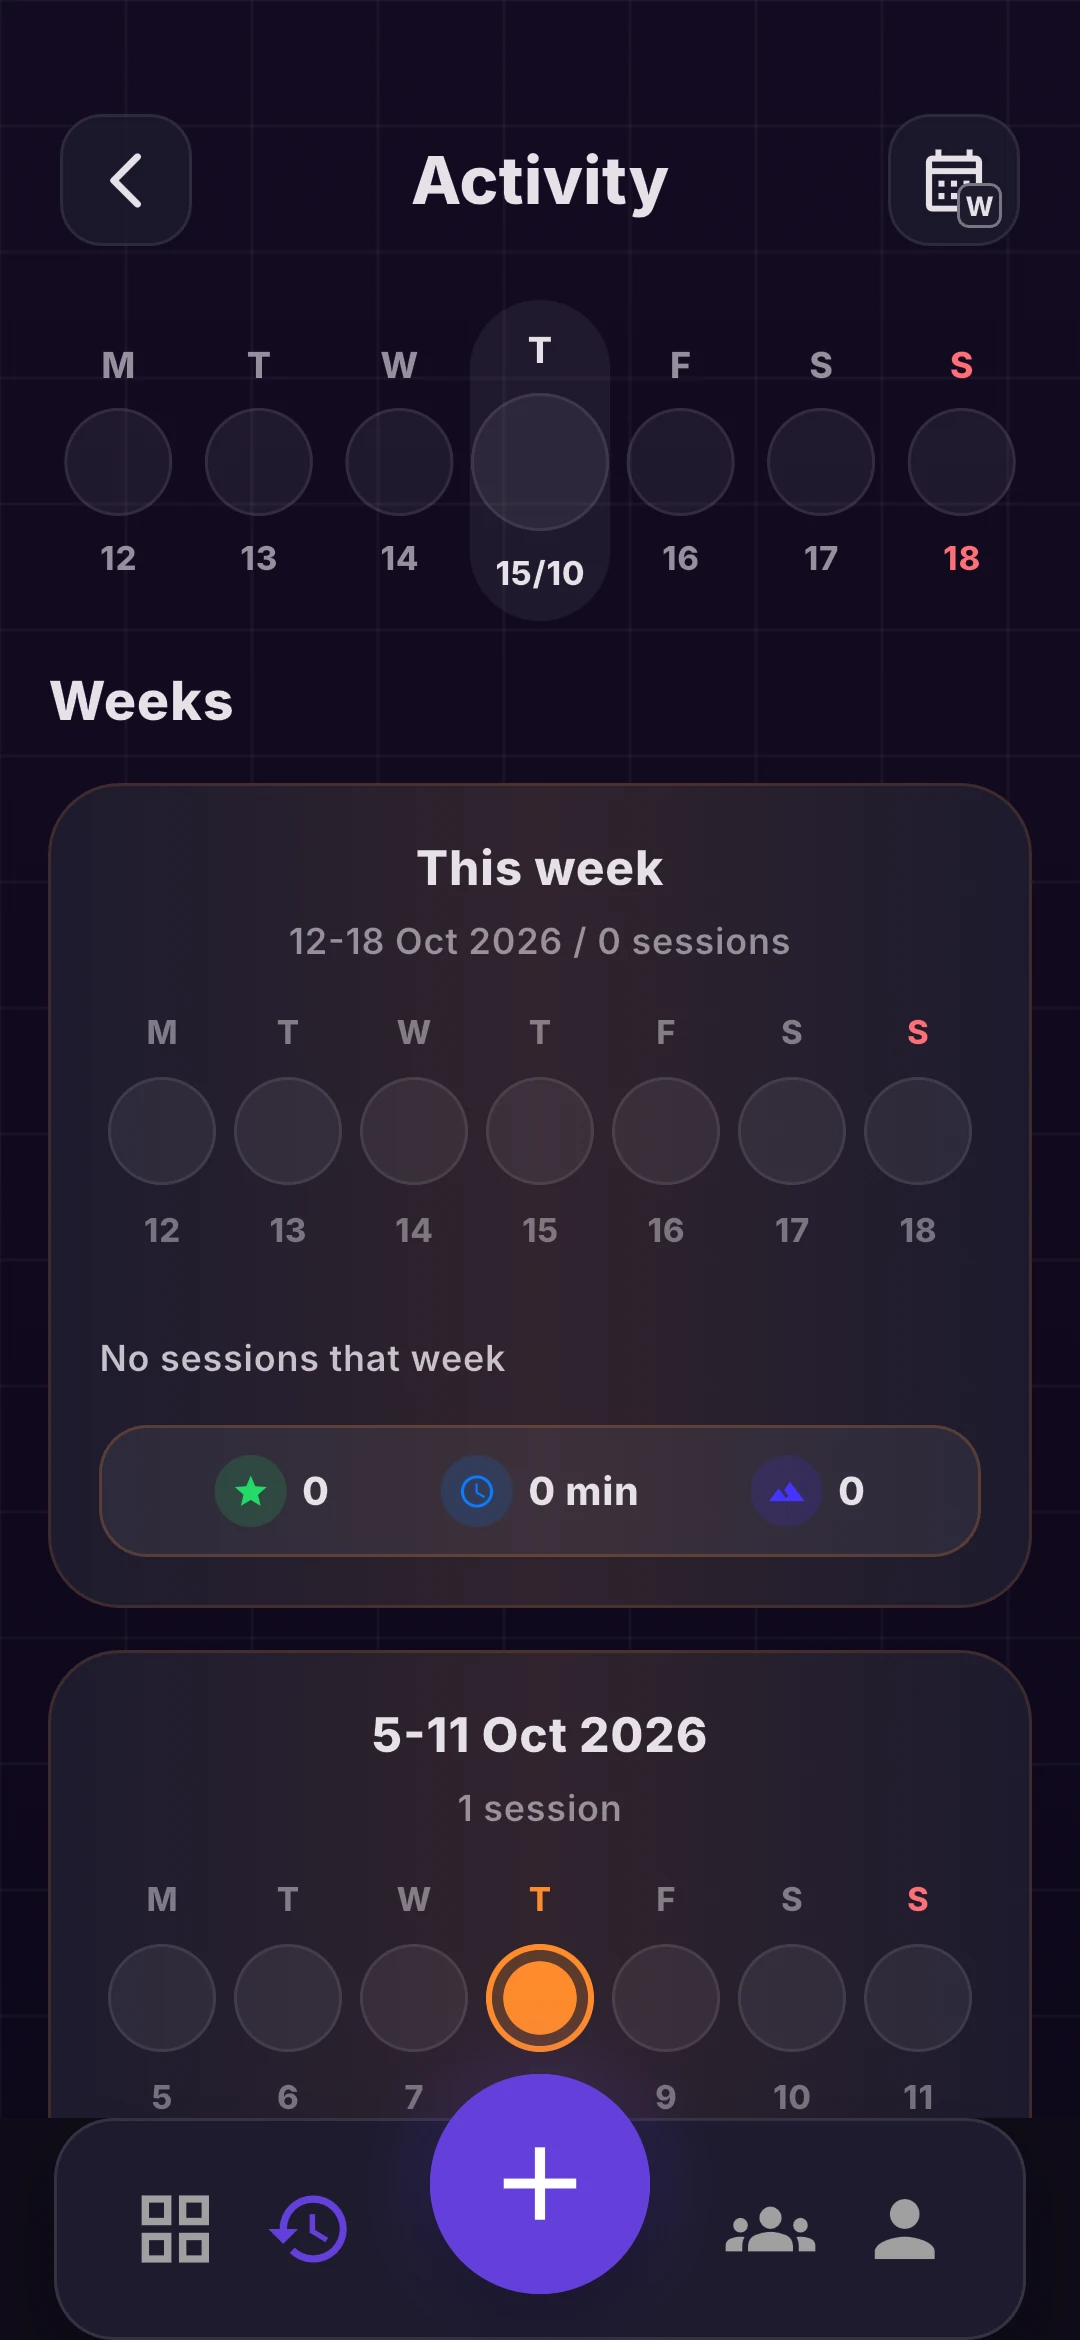 Activity
W
M T W T F S S
12 13 14 15/10 16 17 18
Weeks
This week
12-18 Oct 2026 / 0 sessions
M T W T F S S
12 13 14 15 16 17 18
No sessions that week
0 0 min 0
5-11 Oct 2026
1 session
M T W T F S S
5 6 7 9 10 11